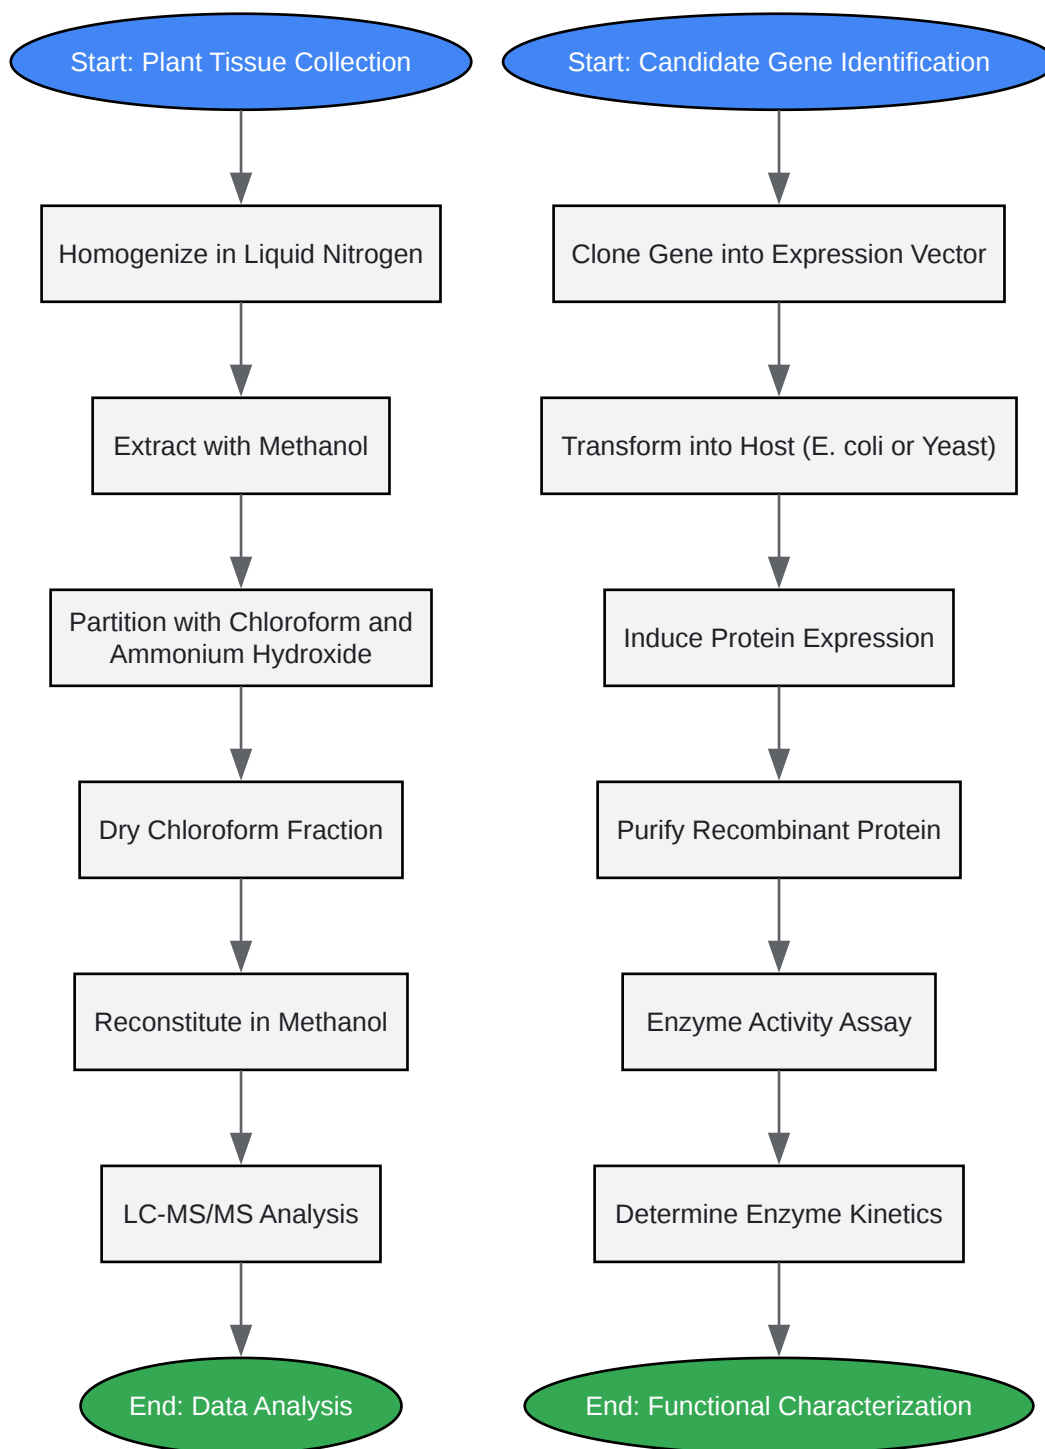 Start: Plant Tissue Collection
Homogenize in Liquid Nitrogen
Extract with Methanol
Partition with Chloroform and
Ammonium Hydroxide
Dry Chloroform Fraction
Reconstitute in Methanol
LC-MS/MS Analysis
End: Data Analysis
Start: Candidate Gene Identification
Clone Gene into Expression Vector
Transform into Host (E. coli or Yeast)
Induce Protein Expression
Purify Recombinant Protein
Enzyme Activity Assay
Determine Enzyme Kinetics
End: Functional Characterization